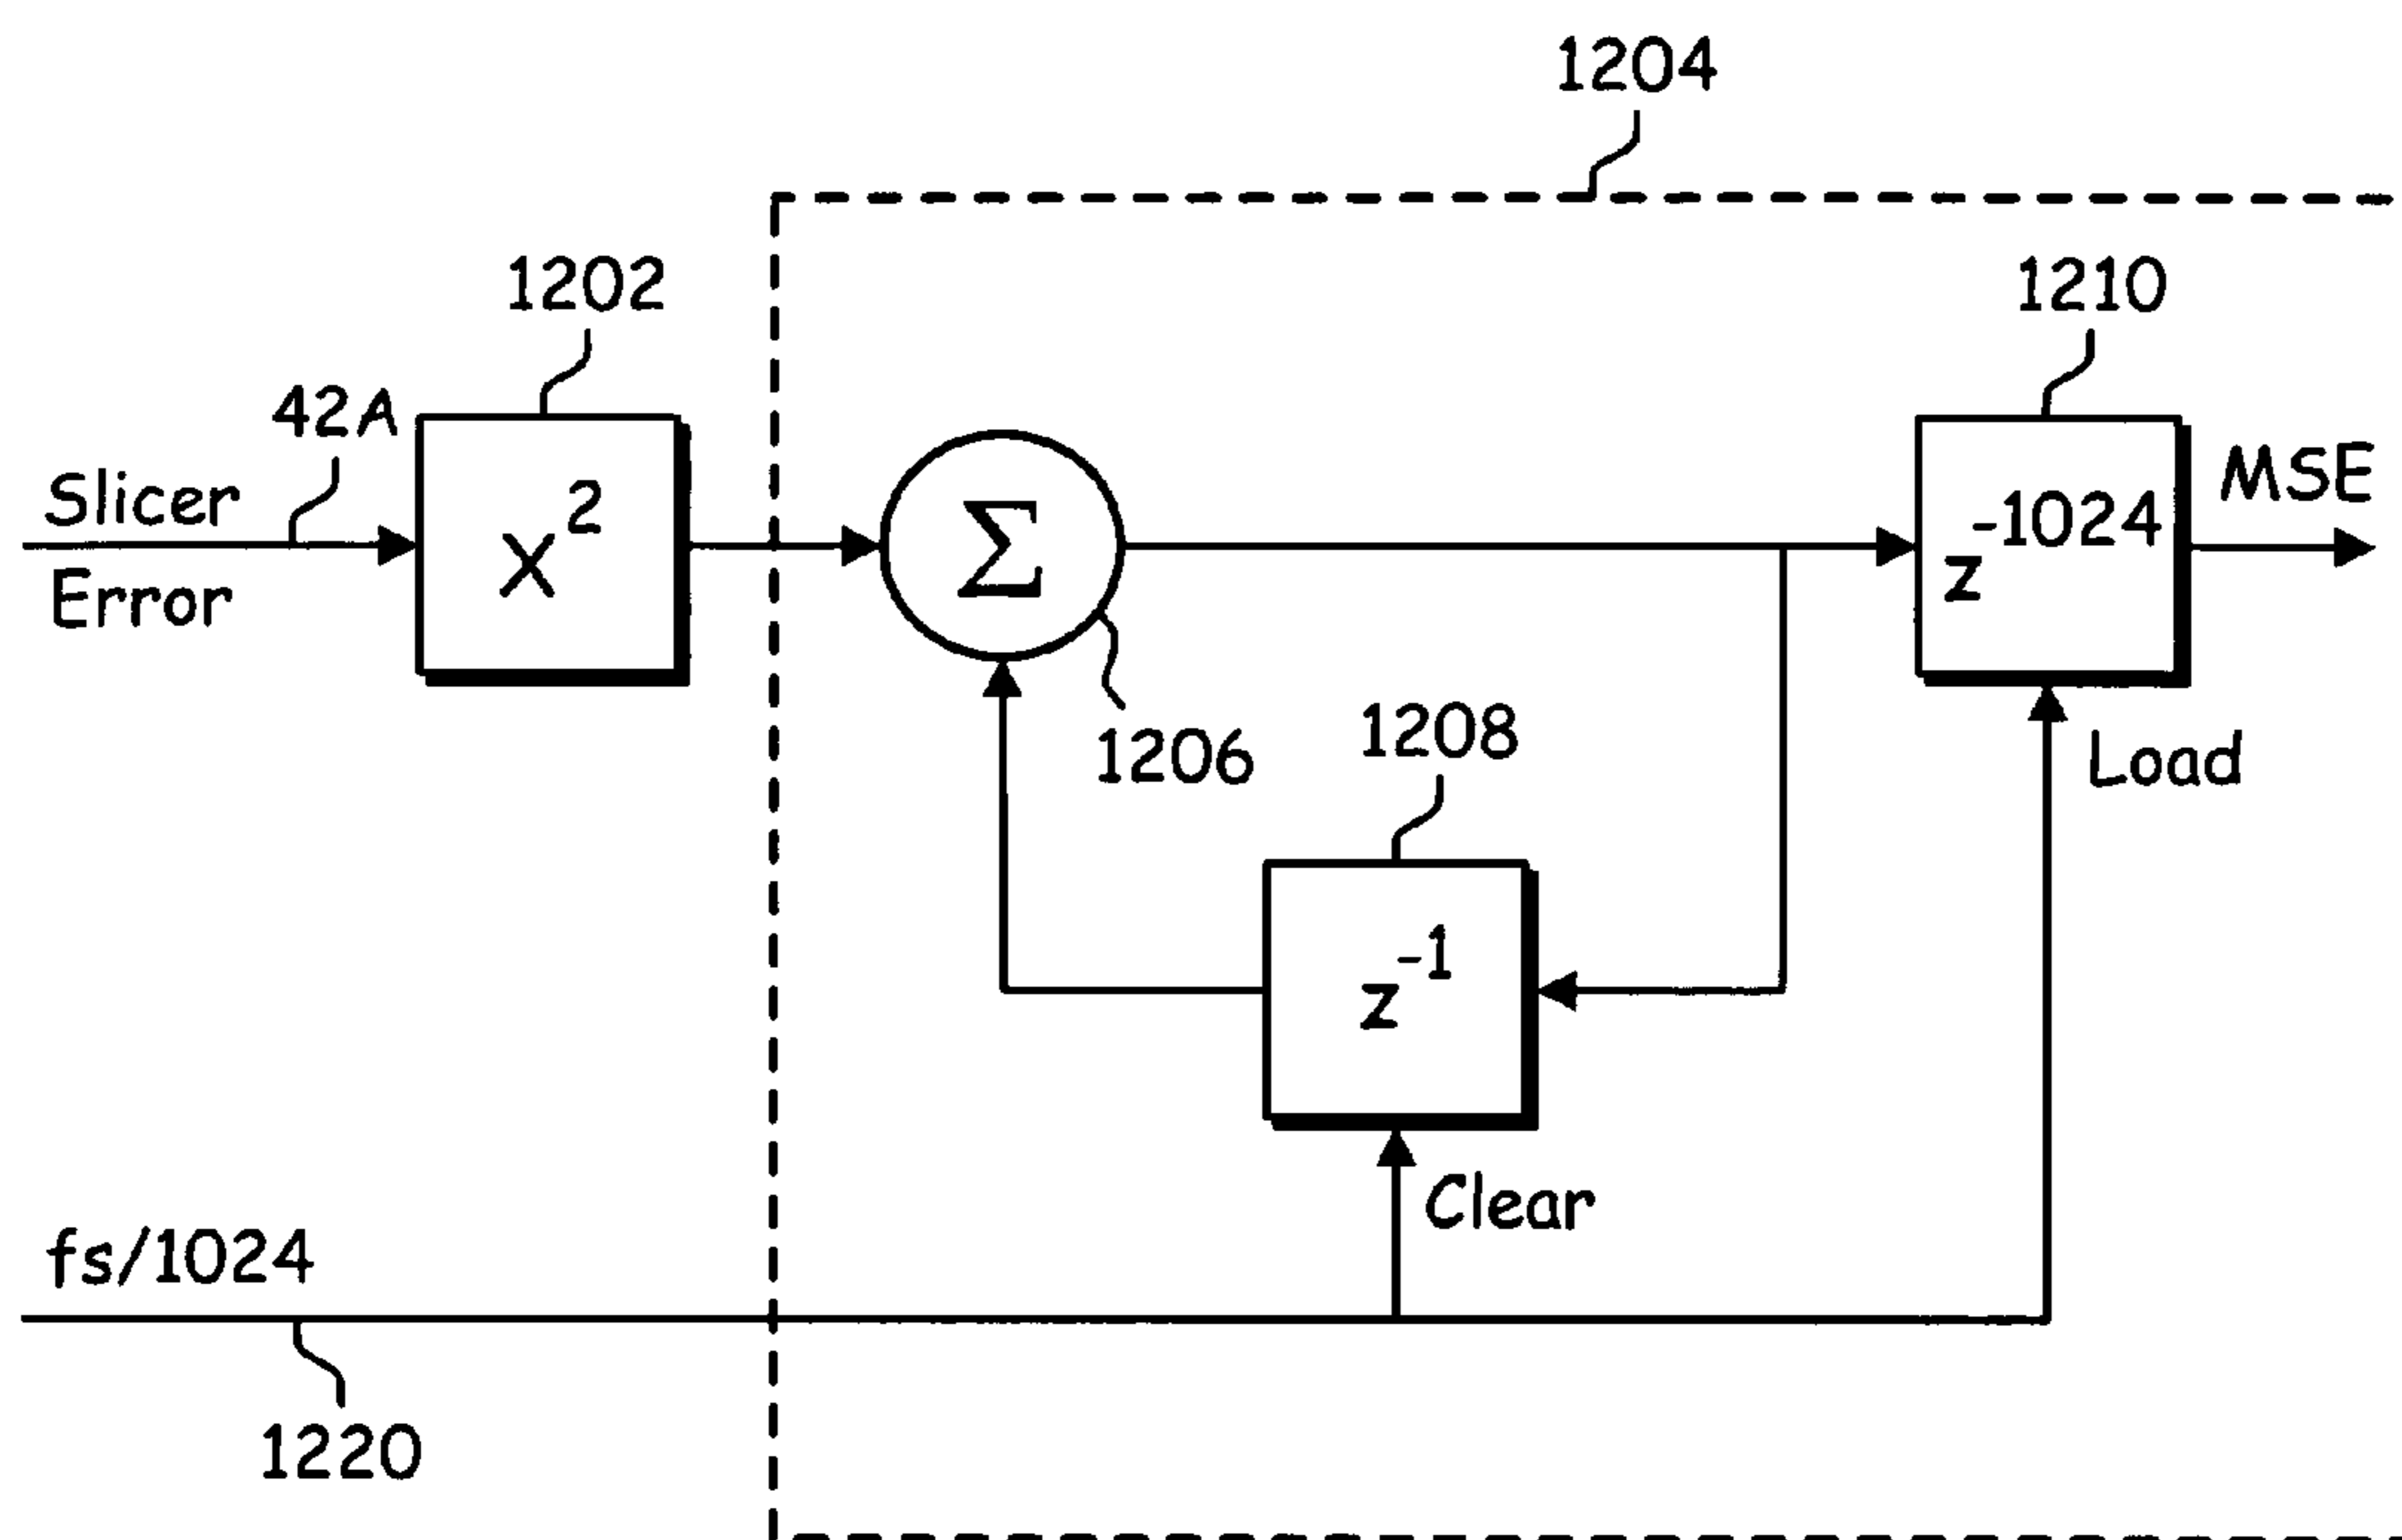 1204
1202
1210
42A
Slicer
Error
x²
Σ
z⁻¹⁰²⁴
MSE
1206
1208
Load
z⁻¹
Clear
fs/1024
1220